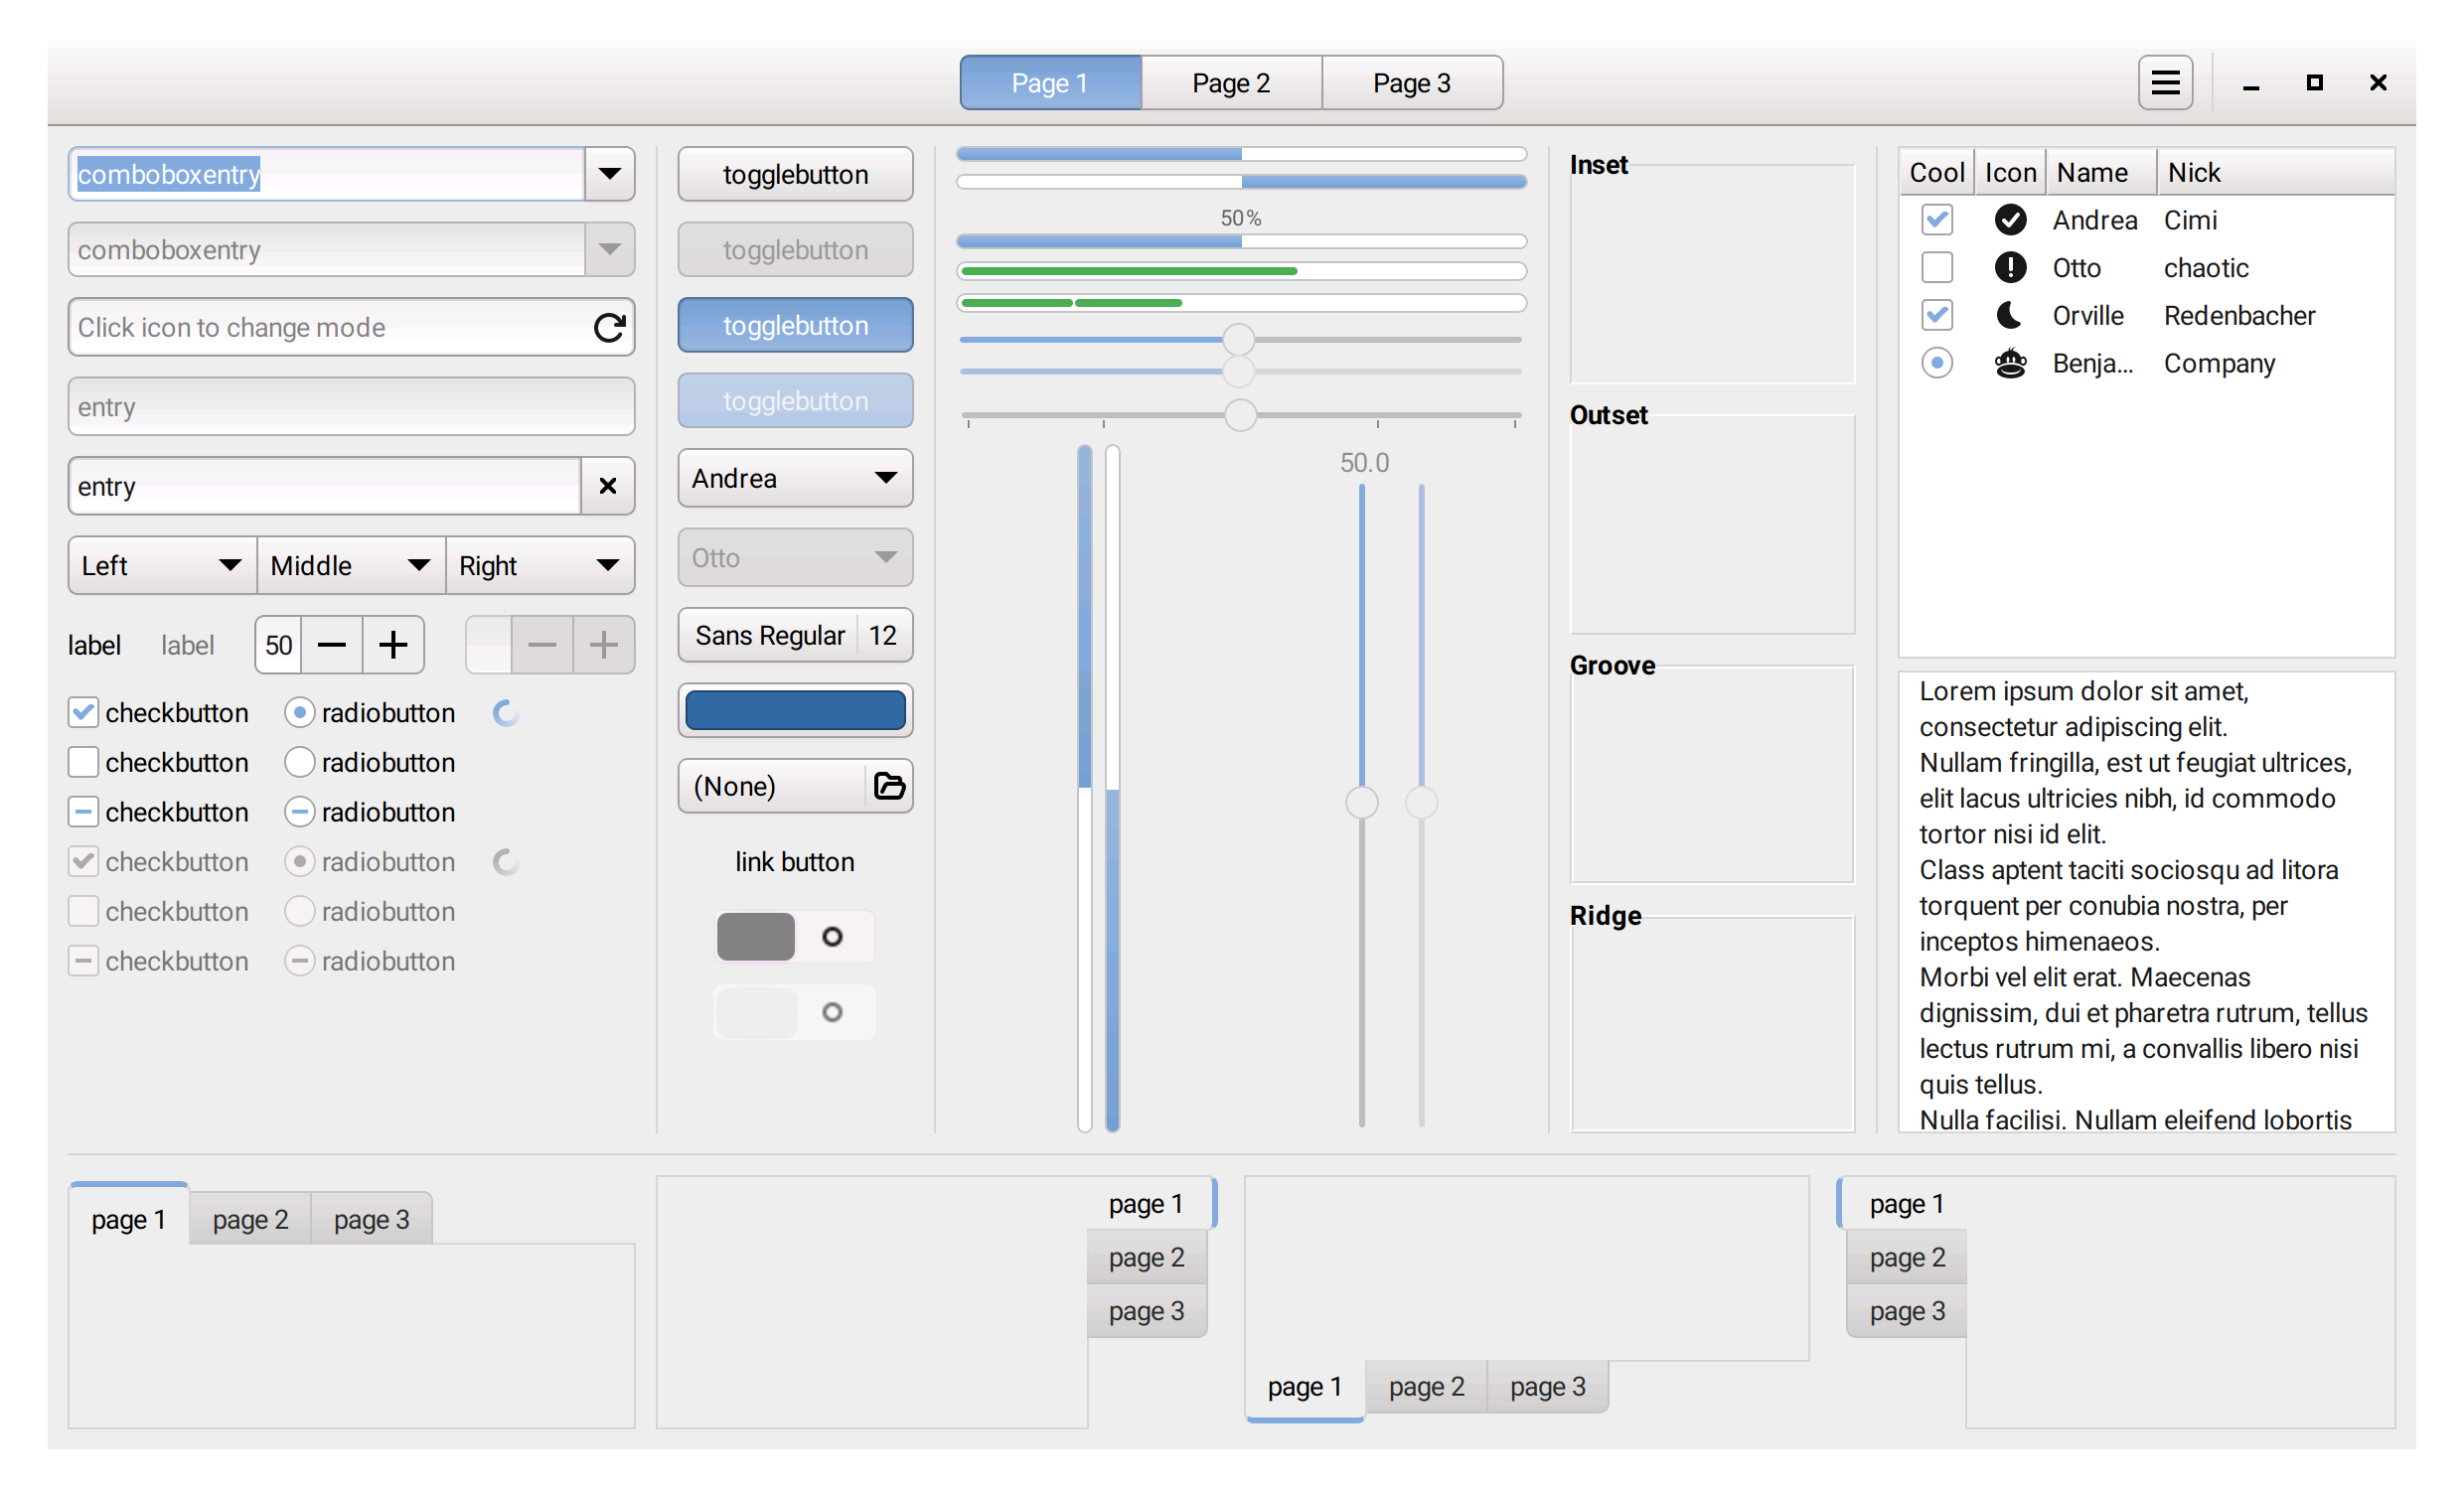 Page 1 Page 2 Page 3
comboboxentry
comboboxentry
Click icon to change mode
entry
entry
Left Middle Right
label label 50
checkbutton radiobutton
checkbutton radiobutton
checkbutton radiobutton
checkbutton radiobutton
checkbutton radiobutton
checkbutton radiobutton
togglebutton
togglebutton
togglebutton
togglebutton
Andrea
Otto
Sans Regular 12
(None)
link button
50%
50.0
Inset
Outset
Groove
Ridge
Cool Icon Name Nick
Andrea Cimi
Otto chaotic
Orville Redenbacher
Benja... Company
Lorem ipsum dolor sit amet,
consectetur adipiscing elit.
Nullam fringilla, est ut feugiat ultrices,
elit lacus ultricies nibh, id commodo
tortor nisi id elit.
Class aptent taciti sociosqu ad litora
torquent per conubia nostra, per
inceptos himenaeos.
Morbi vel elit erat. Maecenas
dignissim, dui et pharetra rutrum, tellus
lectus rutrum mi, a convallis libero nisi
quis tellus.
Nulla facilisi. Nullam eleifend lobortis
page 1 page 2 page 3
page 1
page 2
page 3
page 1 page 2 page 3
page 1
page 2
page 3